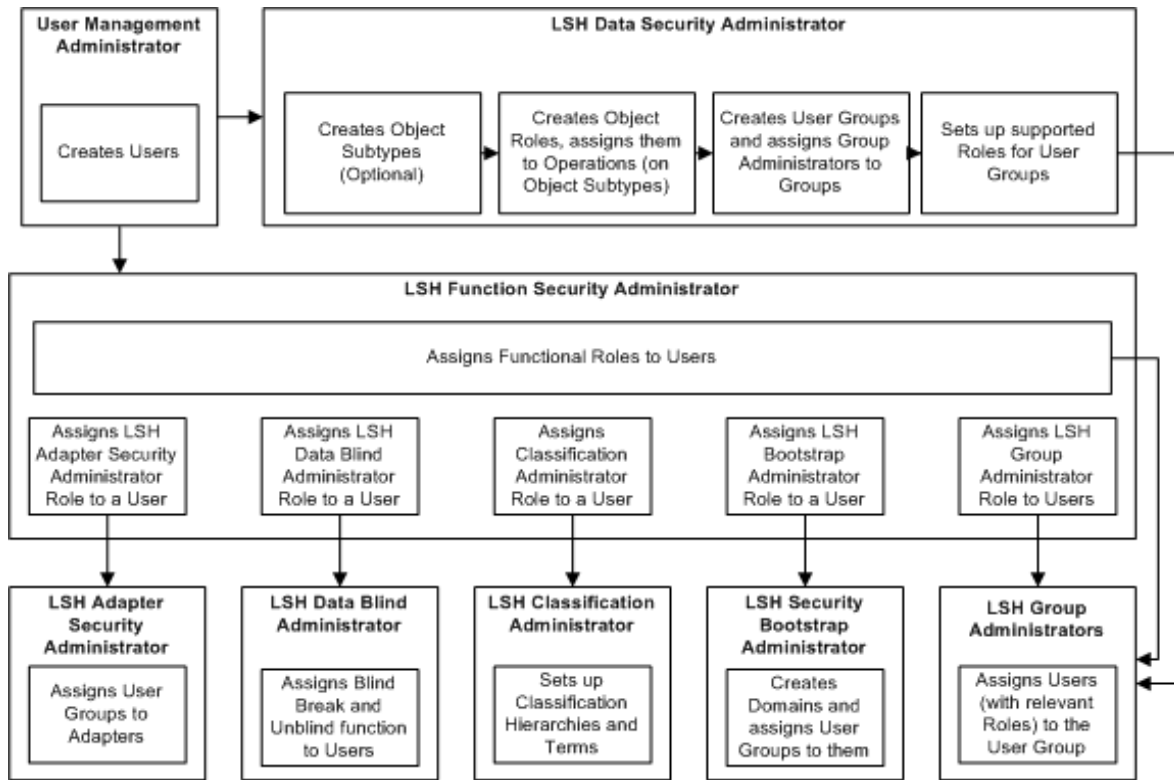 User Management
Administrator
Creates Users
LSH Data Security Administrator
Creates Object
Subtypes
(Optional)
Creates Object
Roles, assigns them
to Operations (on
Object Subtypes)
Creates User Groups
and assigns Group
Administrators to
Groups
Sets up supported
Roles for User
Groups
LSH Function Security Administrator
Assigns Functional Roles to Users
Assigns LSH
Adapter Security
Administrator
Role to a User
Assigns LSH
Data Blind
Administrator
Role to a User
Assigns
Classification
Administrator
Role to a User
Assigns LSH
Bootstrap
Administrator
Role to a User
Assigns LSH
Group
Administrator
Role to Users
LSH Adapter
Security
Administrator
Assigns User
Groups to
Adapters
LSH Data Blind
Administrator
Assigns Blind
Break and
Unblind function
to Users
LSH Classification
Administrator
Sets up
Classification
Hierarchies and
Terms
LSH Security
Bootstrap
Administrator
Creates
Domains and
assigns User
Groups to them
LSH Group
Administrators
Assigns Users
(with relevant
Roles) to the
User Group